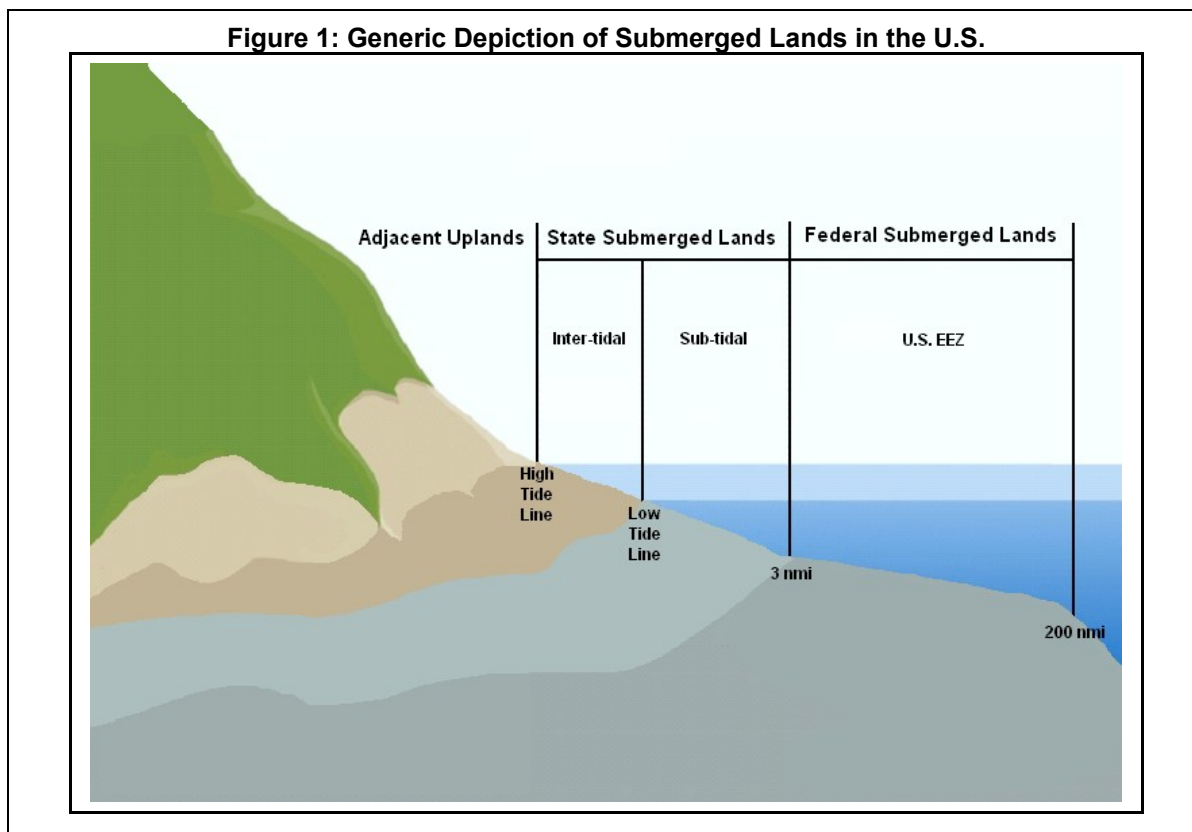 Figure 1: Generic Depiction of Submerged Lands in the U.S.
Adjacent Uplands
State Submerged Lands
Federal Submerged Lands
Inter-tidal
Sub-tidal
U.S. EEZ
High
Tide
Line
Low
Tide
Line
3 nmi
200 nmi